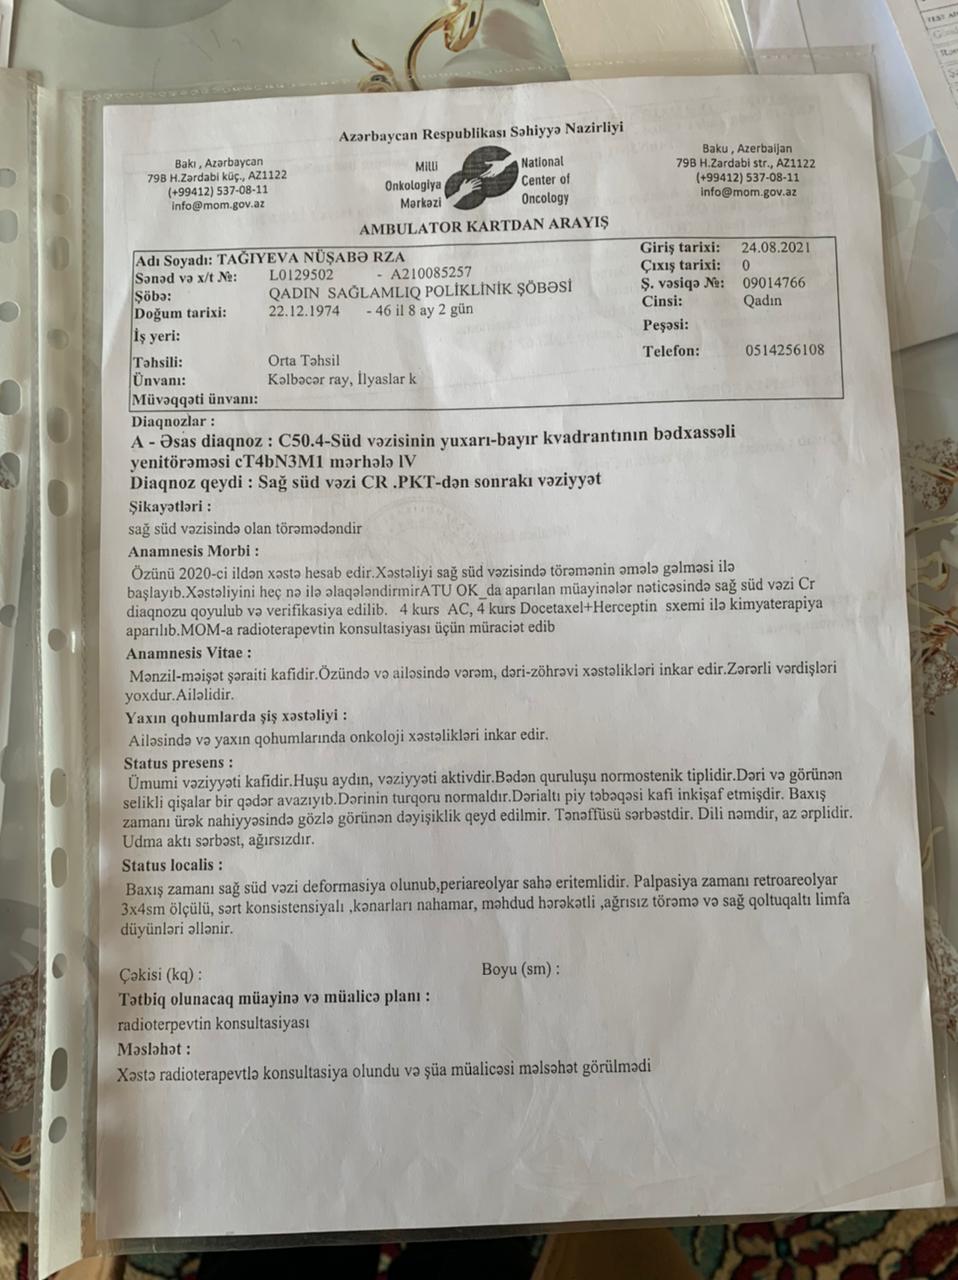 Azərbaycan Respublikası Səhiyyə Nazirliyi
Bakı , Azərbaycan
79B H.Zərdabi küç., AZ1122
(+99412) 537-08-11
info@mom.gov.az
Milli
Onkologiya
Mərkəzi
National
Center of
Oncology
Baku , Azerbaijan
79B H.Zardabi str., AZ1122
(+99412) 537-08-11
info@mom.gov.az
AMBULATOR KARTDAN ARAYIŞ
Adı Soyadı: TAĞIYEVA NÜŞABƏ RZA
Giriş tarixi: 24.08.2021
Sənəd və x/t №: L0129502 - A210085257
Çıxış tarixi: 0
Şöbə: QADIN SAĞLAMLIQ POLİKLİNİK ŞÖBƏSİ
Ş. vəsiqə №: 09014766
Doğum tarixi: 22.12.1974 - 46 il 8 ay 2 gün
Cinsi: Qadın
İş yeri:
Peşəsi:
Təhsili: Orta Təhsil
Telefon: 0514256108
Ünvanı: Kəlbəcər ray, İlyaslar k
Müvəqqəti ünvanı:
Diaqnozlar :
A - Əsas diaqnoz : C50.4-Süd vəzisinin yuxarı-bayır kvadrantının bədxassəli
yenitörəməsi cT4bN3M1 mərhələ lV
Diaqnoz qeydi : Sağ süd vəzi CR .PKT-dən sonrakı vəziyyət
Şikayətləri :
sağ süd vəzisində olan törəmədəndir
Anamnesis Morbi :
Özünü 2020-ci ildən xəstə hesab edir.Xəstəliyi sağ süd vəzisində törəmənin əmələ gəlməsi ilə
başlayıb.Xəstəliyini heç nə ilə əlaqələndirmirATU OK_da aparılan müayinələr nəticəsində sağ süd vəzi Cr
diaqnozu qoyulub və verifikasiya edilib. 4 kurs AC, 4 kurs Docetaxel+Herceptin sxemi ilə kimyaterapiya
aparılıb.MOM-a radioterapevtin konsultasiyası üçün müraciət edib
Anamnesis Vitae :
Mənzil-məişət şəraiti kafidir.Özündə və ailəsində vərəm, dəri-zöhrəvi xəstəlikləri inkar edir.Zərərli vərdişləri
yoxdur.Ailəlidir.
Yaxın qohumlarda şiş xəstəliyi :
Ailəsində və yaxın qohumlarında onkoloji xəstəlikləri inkar edir.
Status presens :
Ümumi vəziyyəti kafidir.Huşu aydın, vəziyyəti aktivdir.Bədən quruluşu normostenik tiplidir.Dəri və görünən
selikli qişalar bir qədər avazıyıb.Dərinin turqoru normaldır.Dərialtı piy təbəqəsi kafi inkişaf etmişdir. Baxış
zamanı ürək nahiyyəsində gözlə görünən dəyişiklik qeyd edilmir. Tənəffüsü sərbəstdir. Dili nəmdir, az ərplidir.
Udma aktı sərbəst, ağırsızdır.
Status localis :
Baxış zamanı sağ süd vəzi deformasiya olunub,periareolyar sahə eritemlidir. Palpasiya zamanı retroareolyar
3x4sm ölçülü, sərt konsistensiyalı ,kənarları nahamar, məhdud hərəkətli ,ağrısız törəmə və sağ qoltuqaltı limfa
düyünləri əllənir.
Çəkisi (kq) :
Boyu (sm) :
Tətbiq olunacaq müayinə və müalicə planı :
radioterpevtin konsultasiyası
Məsləhət :
Xəstə radioterapevtlə konsultasiya olundu və şüa müalicəsi məlsəhət görülmədi